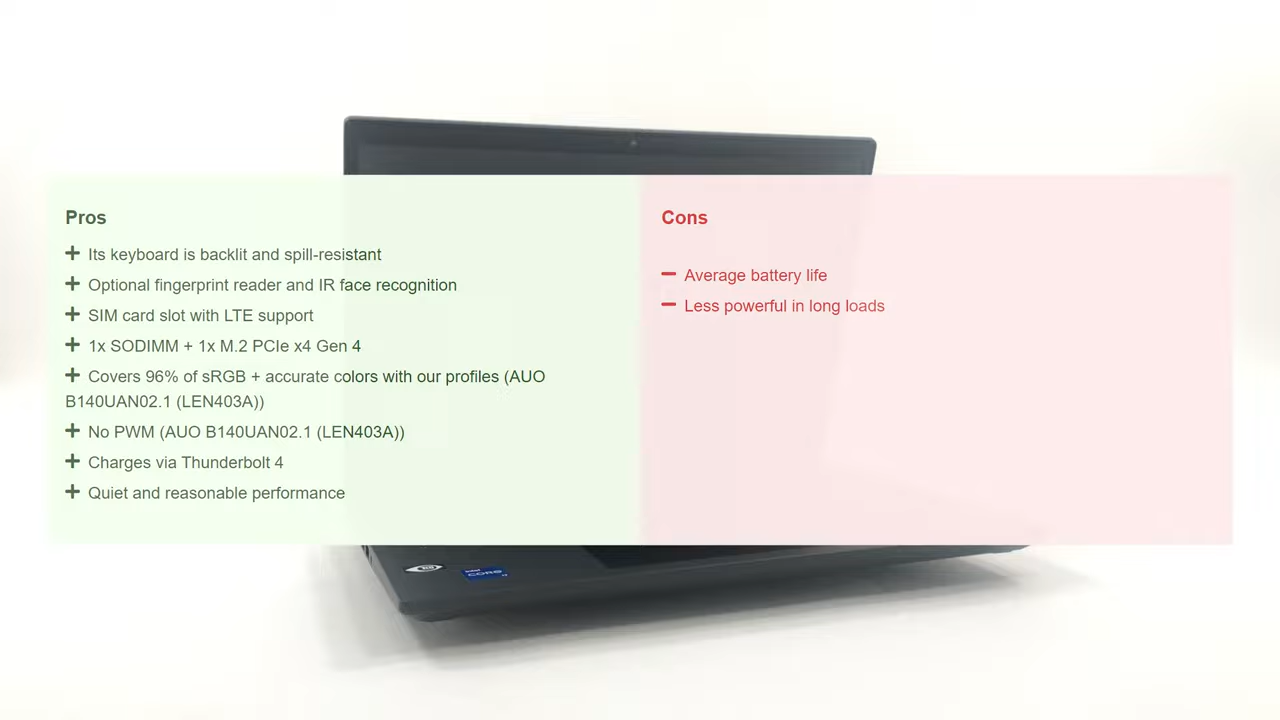 Pros
Its keyboard is backlit and spill-resistant
Optional fingerprint reader and IR face recognition
SIM card slot with LTE support
1x SODIMM + 1x M.2 PCIe x4 Gen 4
Covers 96% of sRGB + accurate colors with our profiles (AUO
B140UAN02.1 (LEN403A))
No PWM (AUO B140UAN02.1 (LEN403A))
Charges via Thunderbolt 4
Quiet and reasonable performance
Cons
Average battery life
Less powerful in long loads
intel
CORE